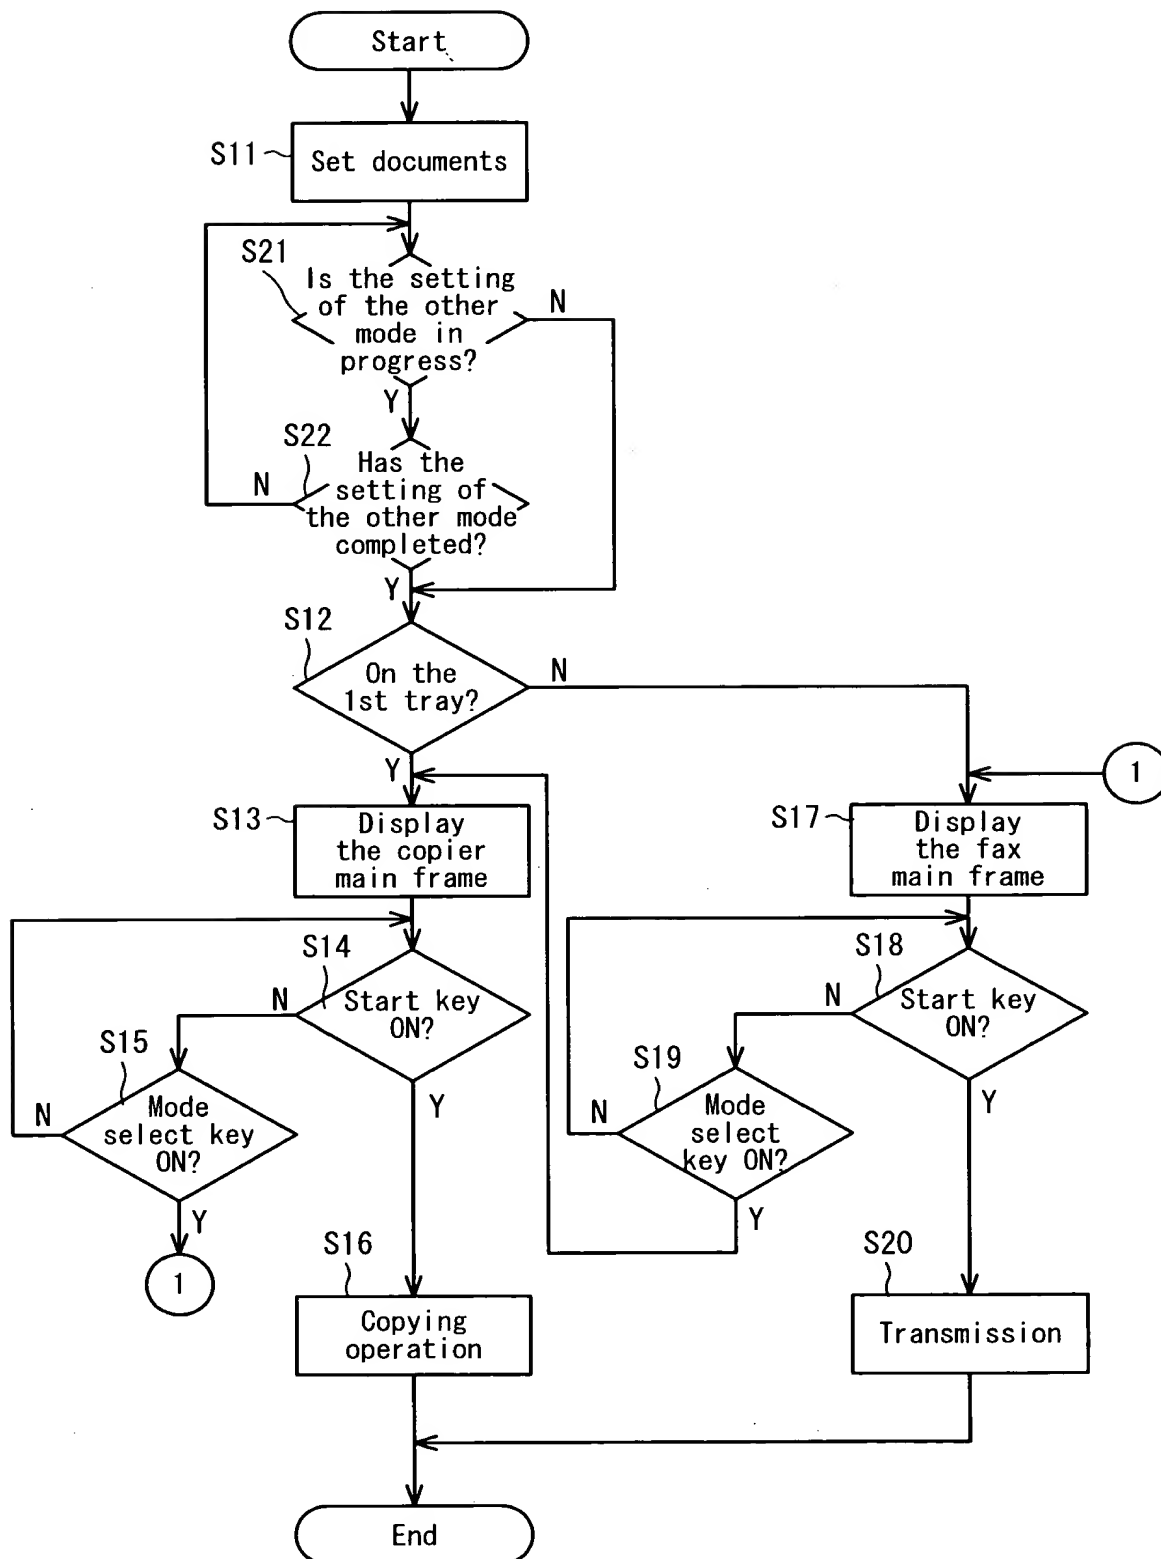 Start
S11
Set documents
S21
Is the setting
of the other
mode in
progress?
N
Y
S22
Has the
setting of
the other mode
completed?
N
Y
S12
On the
1st tray?
N
Y
1
S13
Display
the copier
main frame
S17
Display
the fax
main frame
S14
Start key
ON?
N
Y
S18
Start key
ON?
N
Y
S15
Mode
select key
ON?
N
Y
1
S19
Mode
select
key ON?
N
Y
S16
Copying
operation
S20
Transmission
End